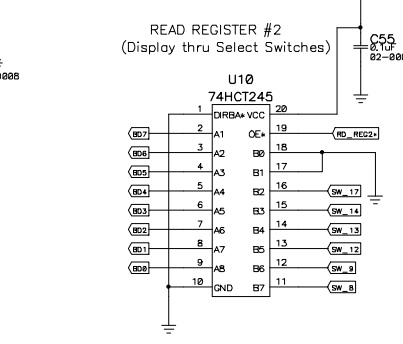 READ REGISTER #2
(Display thru Select Switches)
C55
0.1uF
02-00
0008
U10
74HCT245
1 DIRBA* VCC 20
BD7 2 A1 OE* 19 RD_REG2*
BD6 3 A2 B0 18
BD5 4 A3 B1 17
BD4 5 A4 B2 16 SW_17
BD3 6 A5 B3 15 SW_14
BD2 7 A6 B4 14 SW_13
BD1 8 A7 B5 13 SW_12
BD0 9 A8 B6 12 SW_9
10 GND B7 11 SW_8